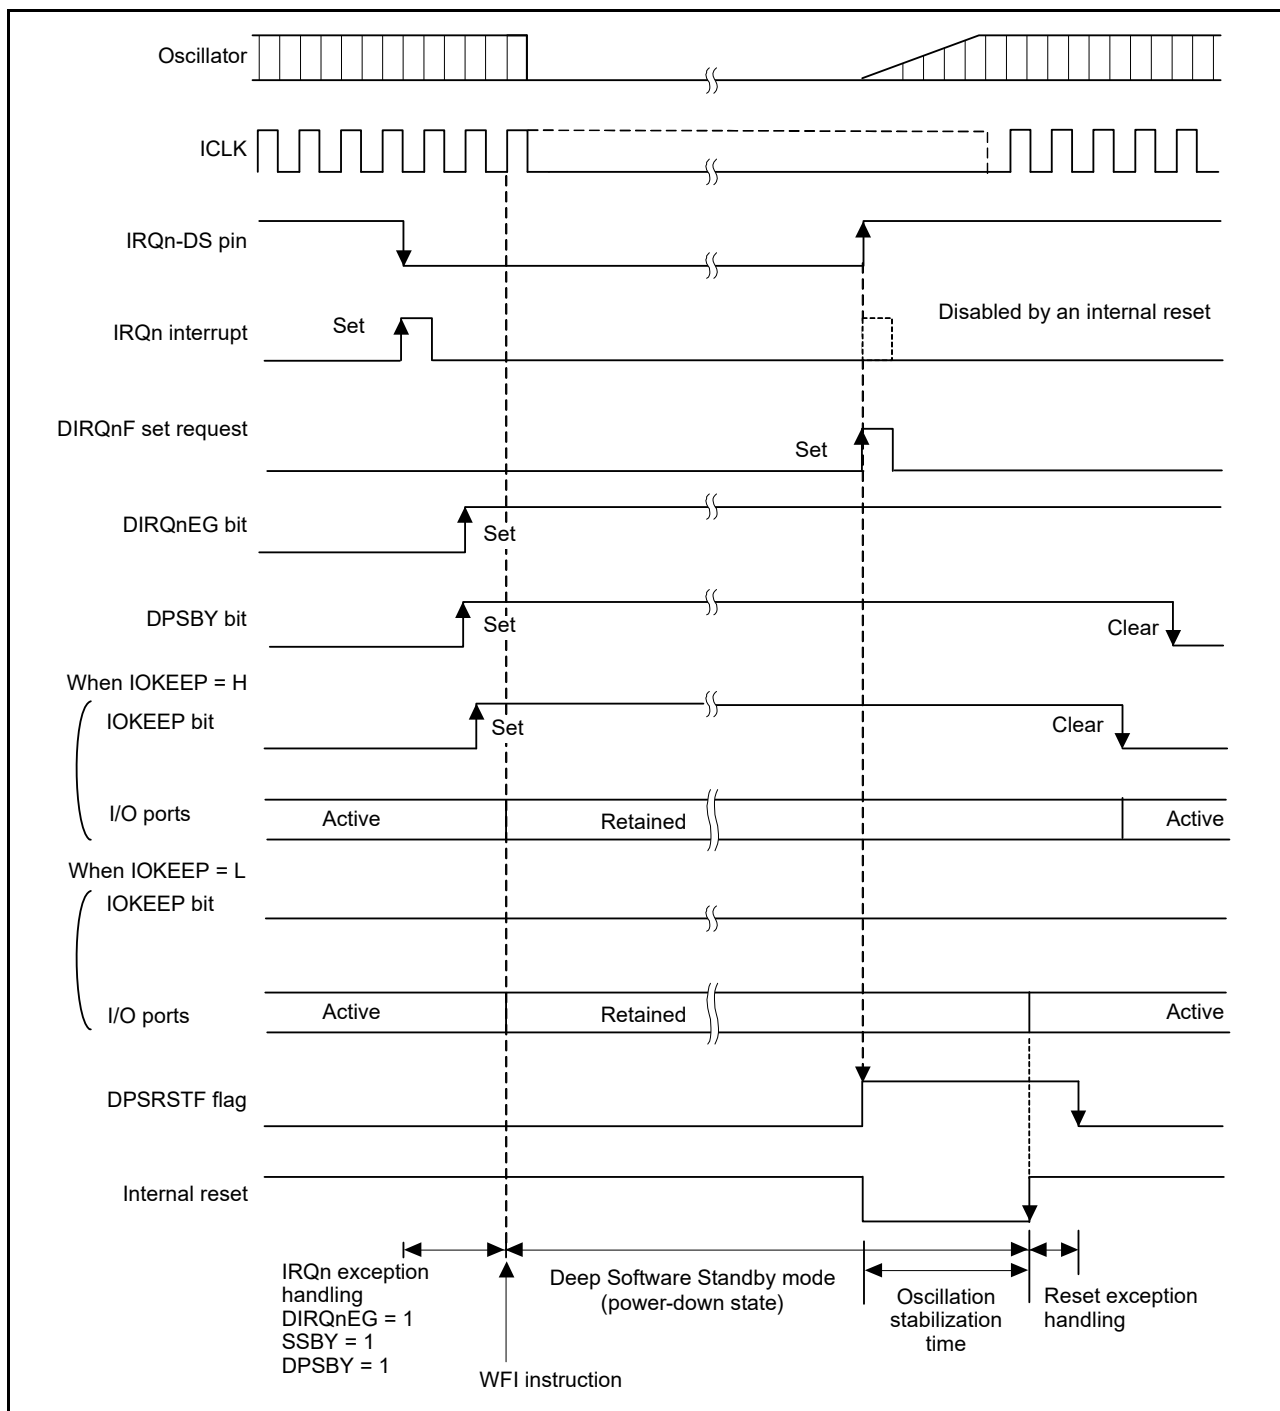 Oscillator
ICLK
IRQn-DS pin
IRQn interrupt
Set
Disabled by an internal reset
DIRQnF set request
Set
DIRQnEG bit
Set
DPSBY bit
Set
Clear
When IOKEEP = H
IOKEEP bit
Set
Clear
I/O ports
Active
Retained
Active
When IOKEEP = L
IOKEEP bit
I/O ports
Active
Retained
Active
DPSRSTF flag
Internal reset
IRQn exception
handling
DIRQnEG = 1
SSBY = 1
DPSBY = 1
WFI instruction
Deep Software Standby mode
(power-down state)
Oscillation
stabilization
time
Reset exception
handling